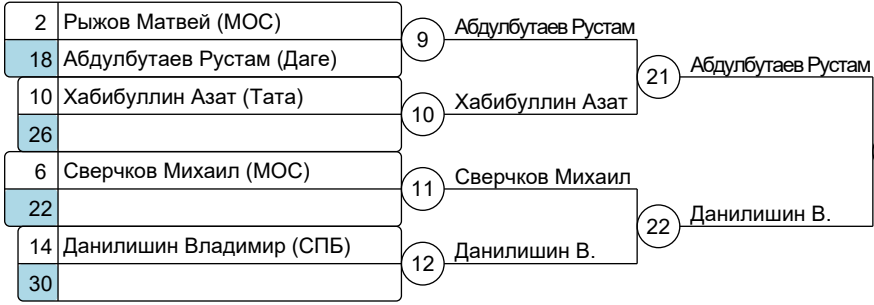 2 Рыжов Матвей (МОС)
18 Абдулбутаев Рустам (Даге)
9 Абдулбутаев Рустам
10 Хабибуллин Азат (Тата)
26
10 Хабибуллин Азат
21 Абдулбутаев Рустам
6 Сверчков Михаил (МОС)
22
11 Сверчков Михаил
14 Данилишин Владимир (СПБ)
30
12 Данилишин В.
22 Данилишин В.